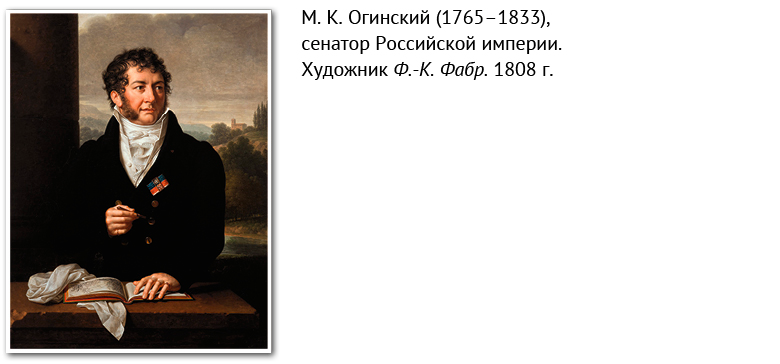 М. К. Огинский (1765–1833),
сенатор Российской империи.
Художник Ф.-К. Фабр. 1808 г.